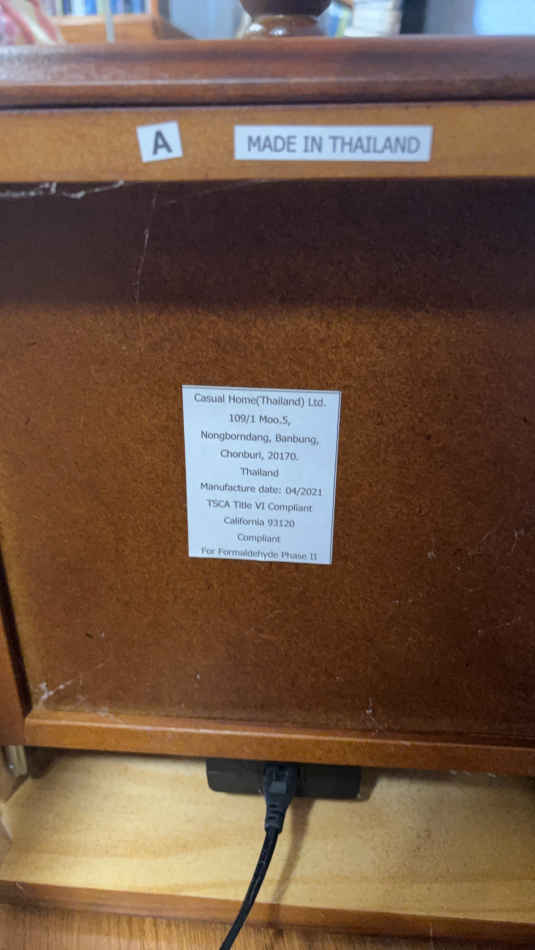 A
MADE IN THAILAND
Casual Home(Thailand) Ltd.
109/1 Moo.5,
Nongborndang, Banbung,
Chonburi, 20170.
Thailand
Manufacture date: 04/2021
TSCA Title VI Compliant
California 93120
Compliant
For Formaldehyde Phase II